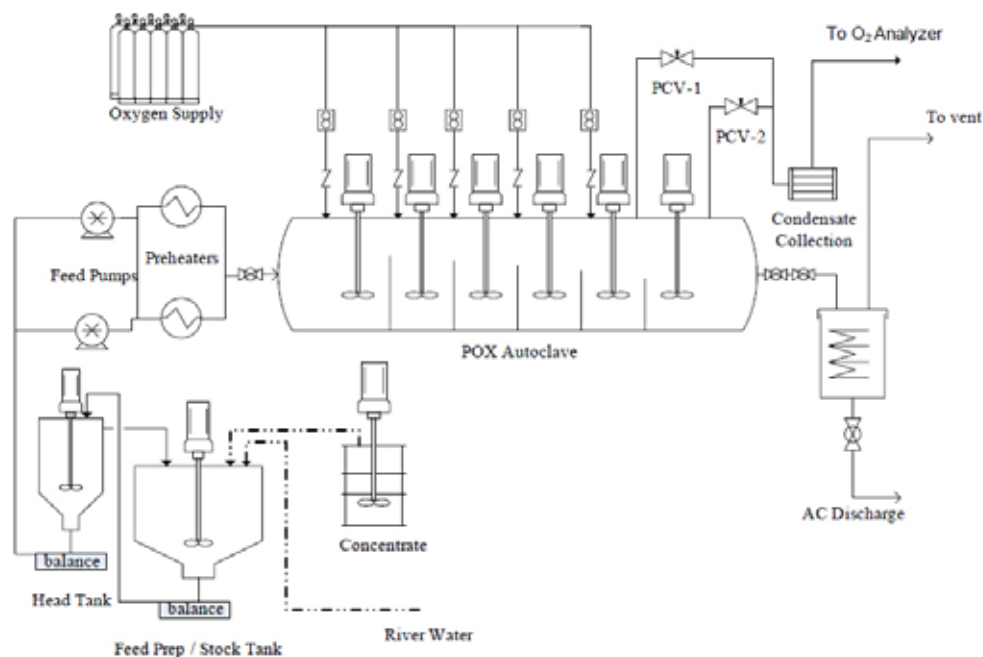 To O2 Analyzer
PCV-1
Oxygen Supply
To vent
PCV-2
Condensate
Collection
Preheaters
Feed Pumps
POX Autoclave
AC Discharge
Concentrate
balance
Head Tank
balance
River Water
Feed Prep / Stock Tank